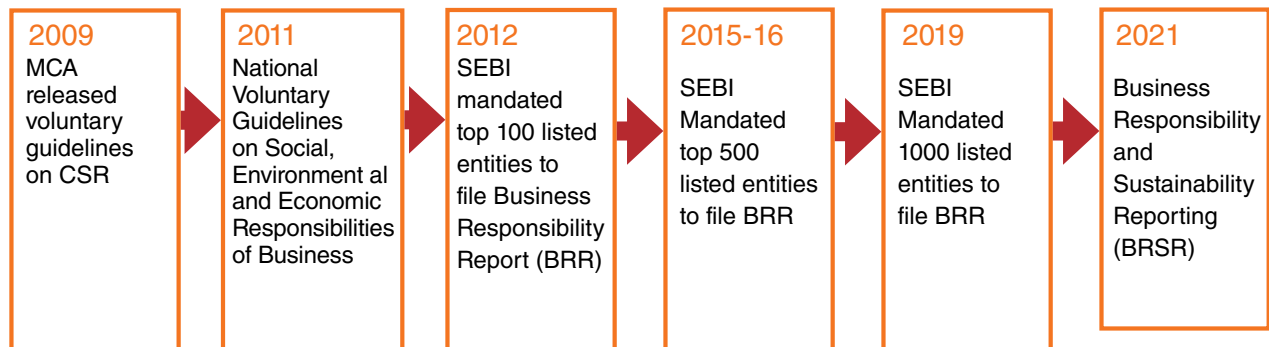 2009
MCA
released
voluntary
guidelines
on CSR
2011
National
Voluntary
Guidelines
on Social,
Environment al
and Economic
Responsibilities
of Business
2012
SEBI
mandated
top 100 listed
entities to
file Business
Responsibility
Report (BRR)
2015-16
SEBI
Mandated
top 500
listed entities
to file BRR
2019
SEBI
Mandated
1000 listed
entities to
file BRR
2021
Business
Responsibility
and
Sustainability
Reporting
(BRSR)